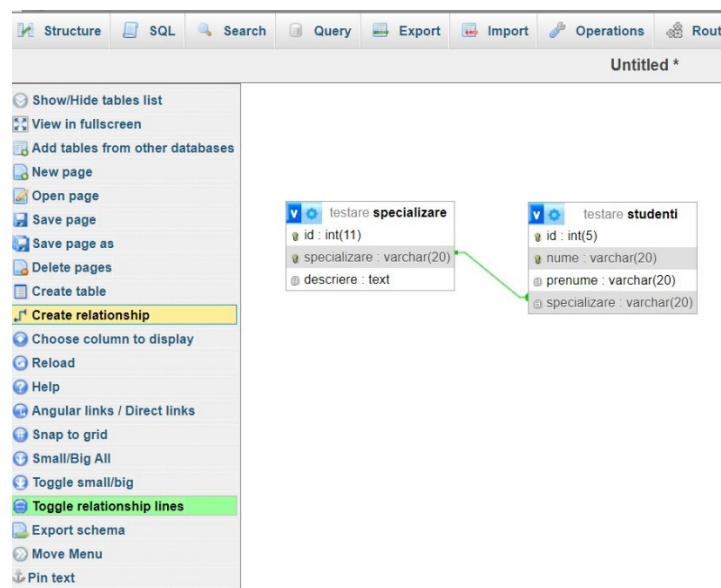 Structure SQL Search Query Export Import Operations Rout
Untitled *
Show/Hide tables list
View in fullscreen
Add tables from other databases
New page
Open page
Save page
Save page as
Delete pages
Create table
Create relationship
Choose column to display
Reload
Help
Angular links / Direct links
Snap to grid
Small/Big All
Toggle small/big
Toggle relationship lines
Export schema
Move Menu
Pin text
V testare specializare
id : int(11)
specializare : varchar(20)
descriere : text
V testare studenti
id : int(5)
nume : varchar(20)
prenume : varchar(20)
specializare : varchar(20)